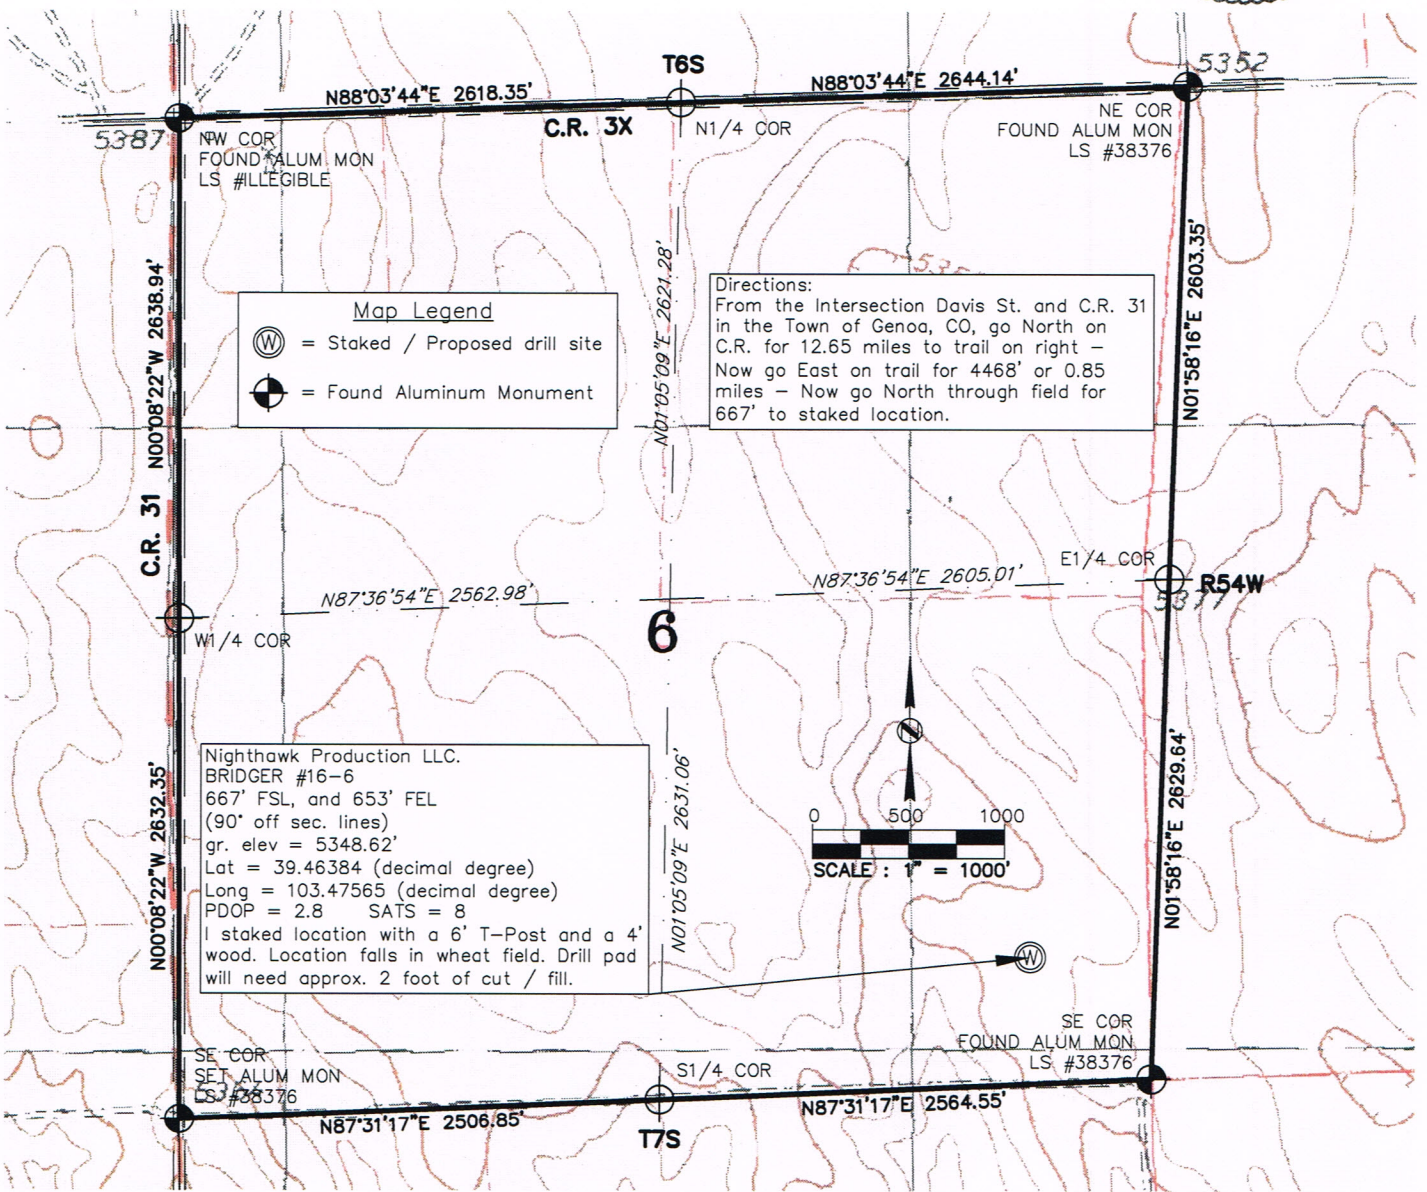 5352
T6S
N88°03'44"E 2618.35'
N88°03'44"E 2644.14'
C.R. 3X
N1/4 COR
5387
NW COR
FOUND ALUM MON
LS #ILLEGIBLE
NE COR
FOUND ALUM MON
LS #38376
N00°08'22"W 2638.94'
N01°05'09"E 2621.28'
N01°58'16"E 2603.35'
Map Legend
W = Staked / Proposed drill site
= Found Aluminum Monument
Directions:
From the Intersection Davis St. and C.R. 31
in the Town of Genoa, CO, go North on
C.R. for 12.65 miles to trail on right –
Now go East on trail for 4468' or 0.85
miles – Now go North through field for
667' to staked location.
C.R. 31
E1/4 COR
R54W
N87°36'54"E 2562.98'
N87°36'54"E 2605.01'
W1/4 COR
6
N
Nighthawk Production LLC.
BRIDGER #16-6
667' FSL, and 653' FEL
(90° off sec. lines)
gr. elev = 5348.62'
Lat = 39.46384 (decimal degree)
Long = 103.47565 (decimal degree)
PDOP = 2.8 SATS = 8
I staked location with a 6' T-Post and a 4'
wood. Location falls in wheat field. Drill pad
will need approx. 2 foot of cut / fill.
N00°08'22"W 2632.35'
N01°05'09"E 2631.06'
N01°58'16"E 2629.64'
0 500 1000
SCALE : 1" = 1000'
W
SE COR
FOUND ALUM MON
LS #38376
SE COR
SET ALUM MON
LS #38376
S1/4 COR
N87°31'17"E 2506.85'
N87°31'17"E 2564.55'
T7S